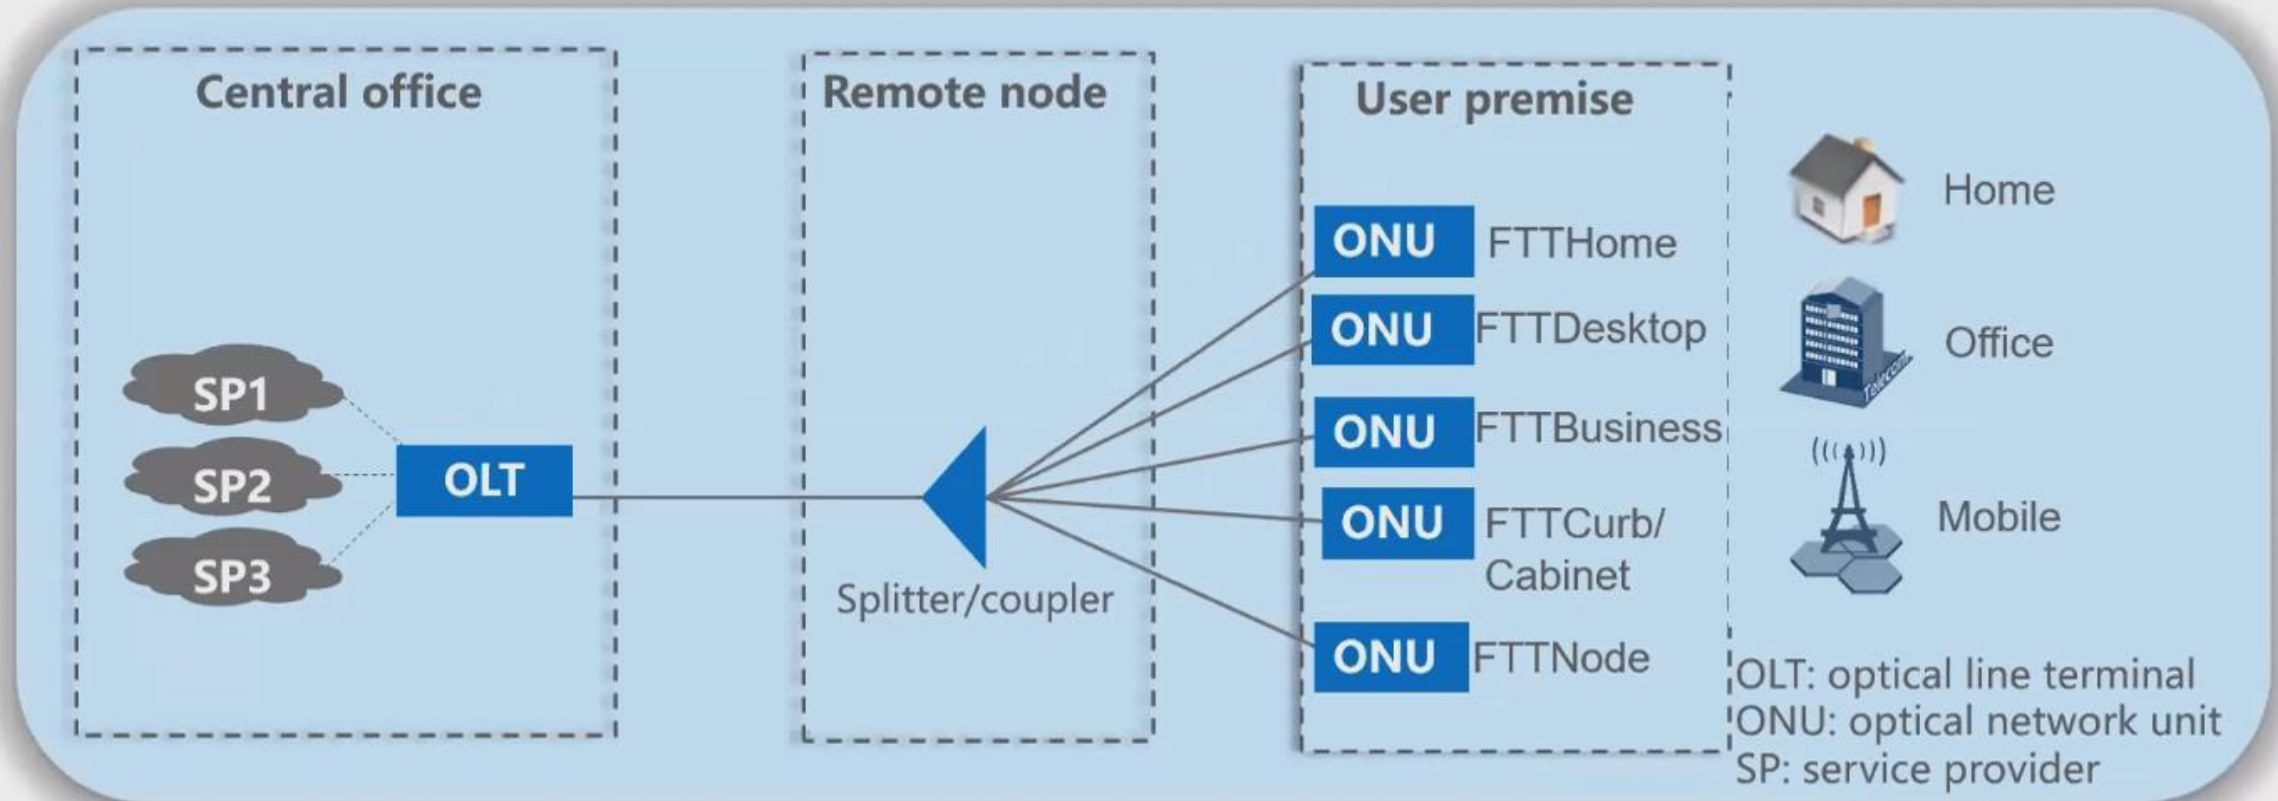 Central office
SP1
SP2
SP3
OLT
Remote node
Splitter/coupler
User premise
ONU FTTHome
ONU FTTDesktop
ONU FTTBusiness
ONU FTTCurb/
Cabinet
ONU FTTNode
Home
Office
Telecom
Mobile
OLT: optical line terminal
ONU: optical network unit
SP: service provider